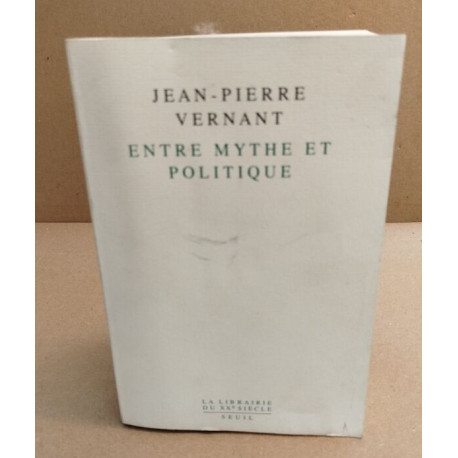 JEAN-PIERRE
VERNANT
ENTRE MYTHE ET
POLITIQUE
LA LIBRAIRIE
DU XXᵉ SIÈCLE
SEUIL